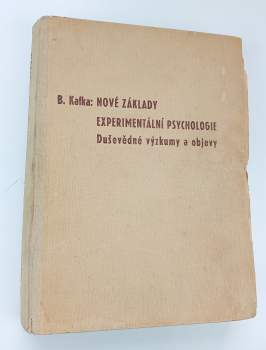 B. Kafka: NOVÉ ZÁKLADY
EXPERIMENTÁLNÍ PSYCHOLOGIE
Duševědné výzkumy a objevy